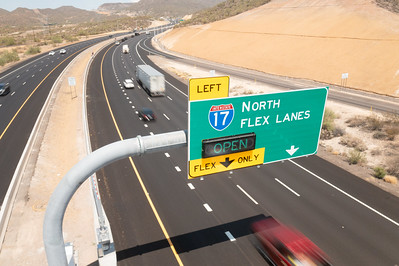 LEFT
INTERSTATE
17
NORTH
FLEX LANES
OPEN
FLEX ONLY